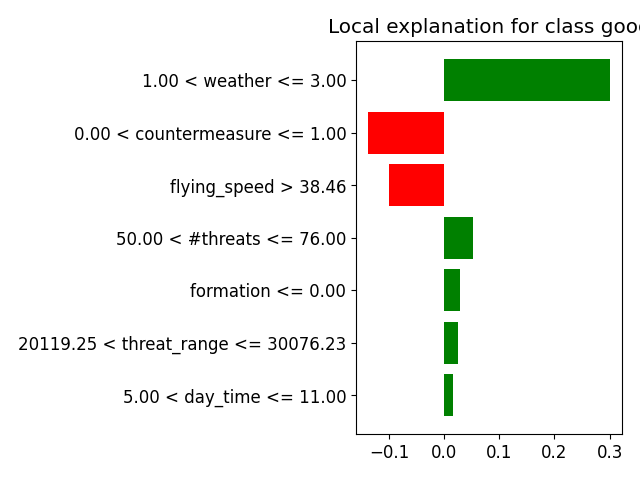 Local explanation for class good
1.00 < weather <= 3.00
0.00 < countermeasure <= 1.00
flying_speed > 38.46
50.00 < #threats <= 76.00
formation <= 0.00
20119.25 < threat_range <= 30076.23
5.00 < day_time <= 11.00
−0.1 0.0 0.1 0.2 0.3